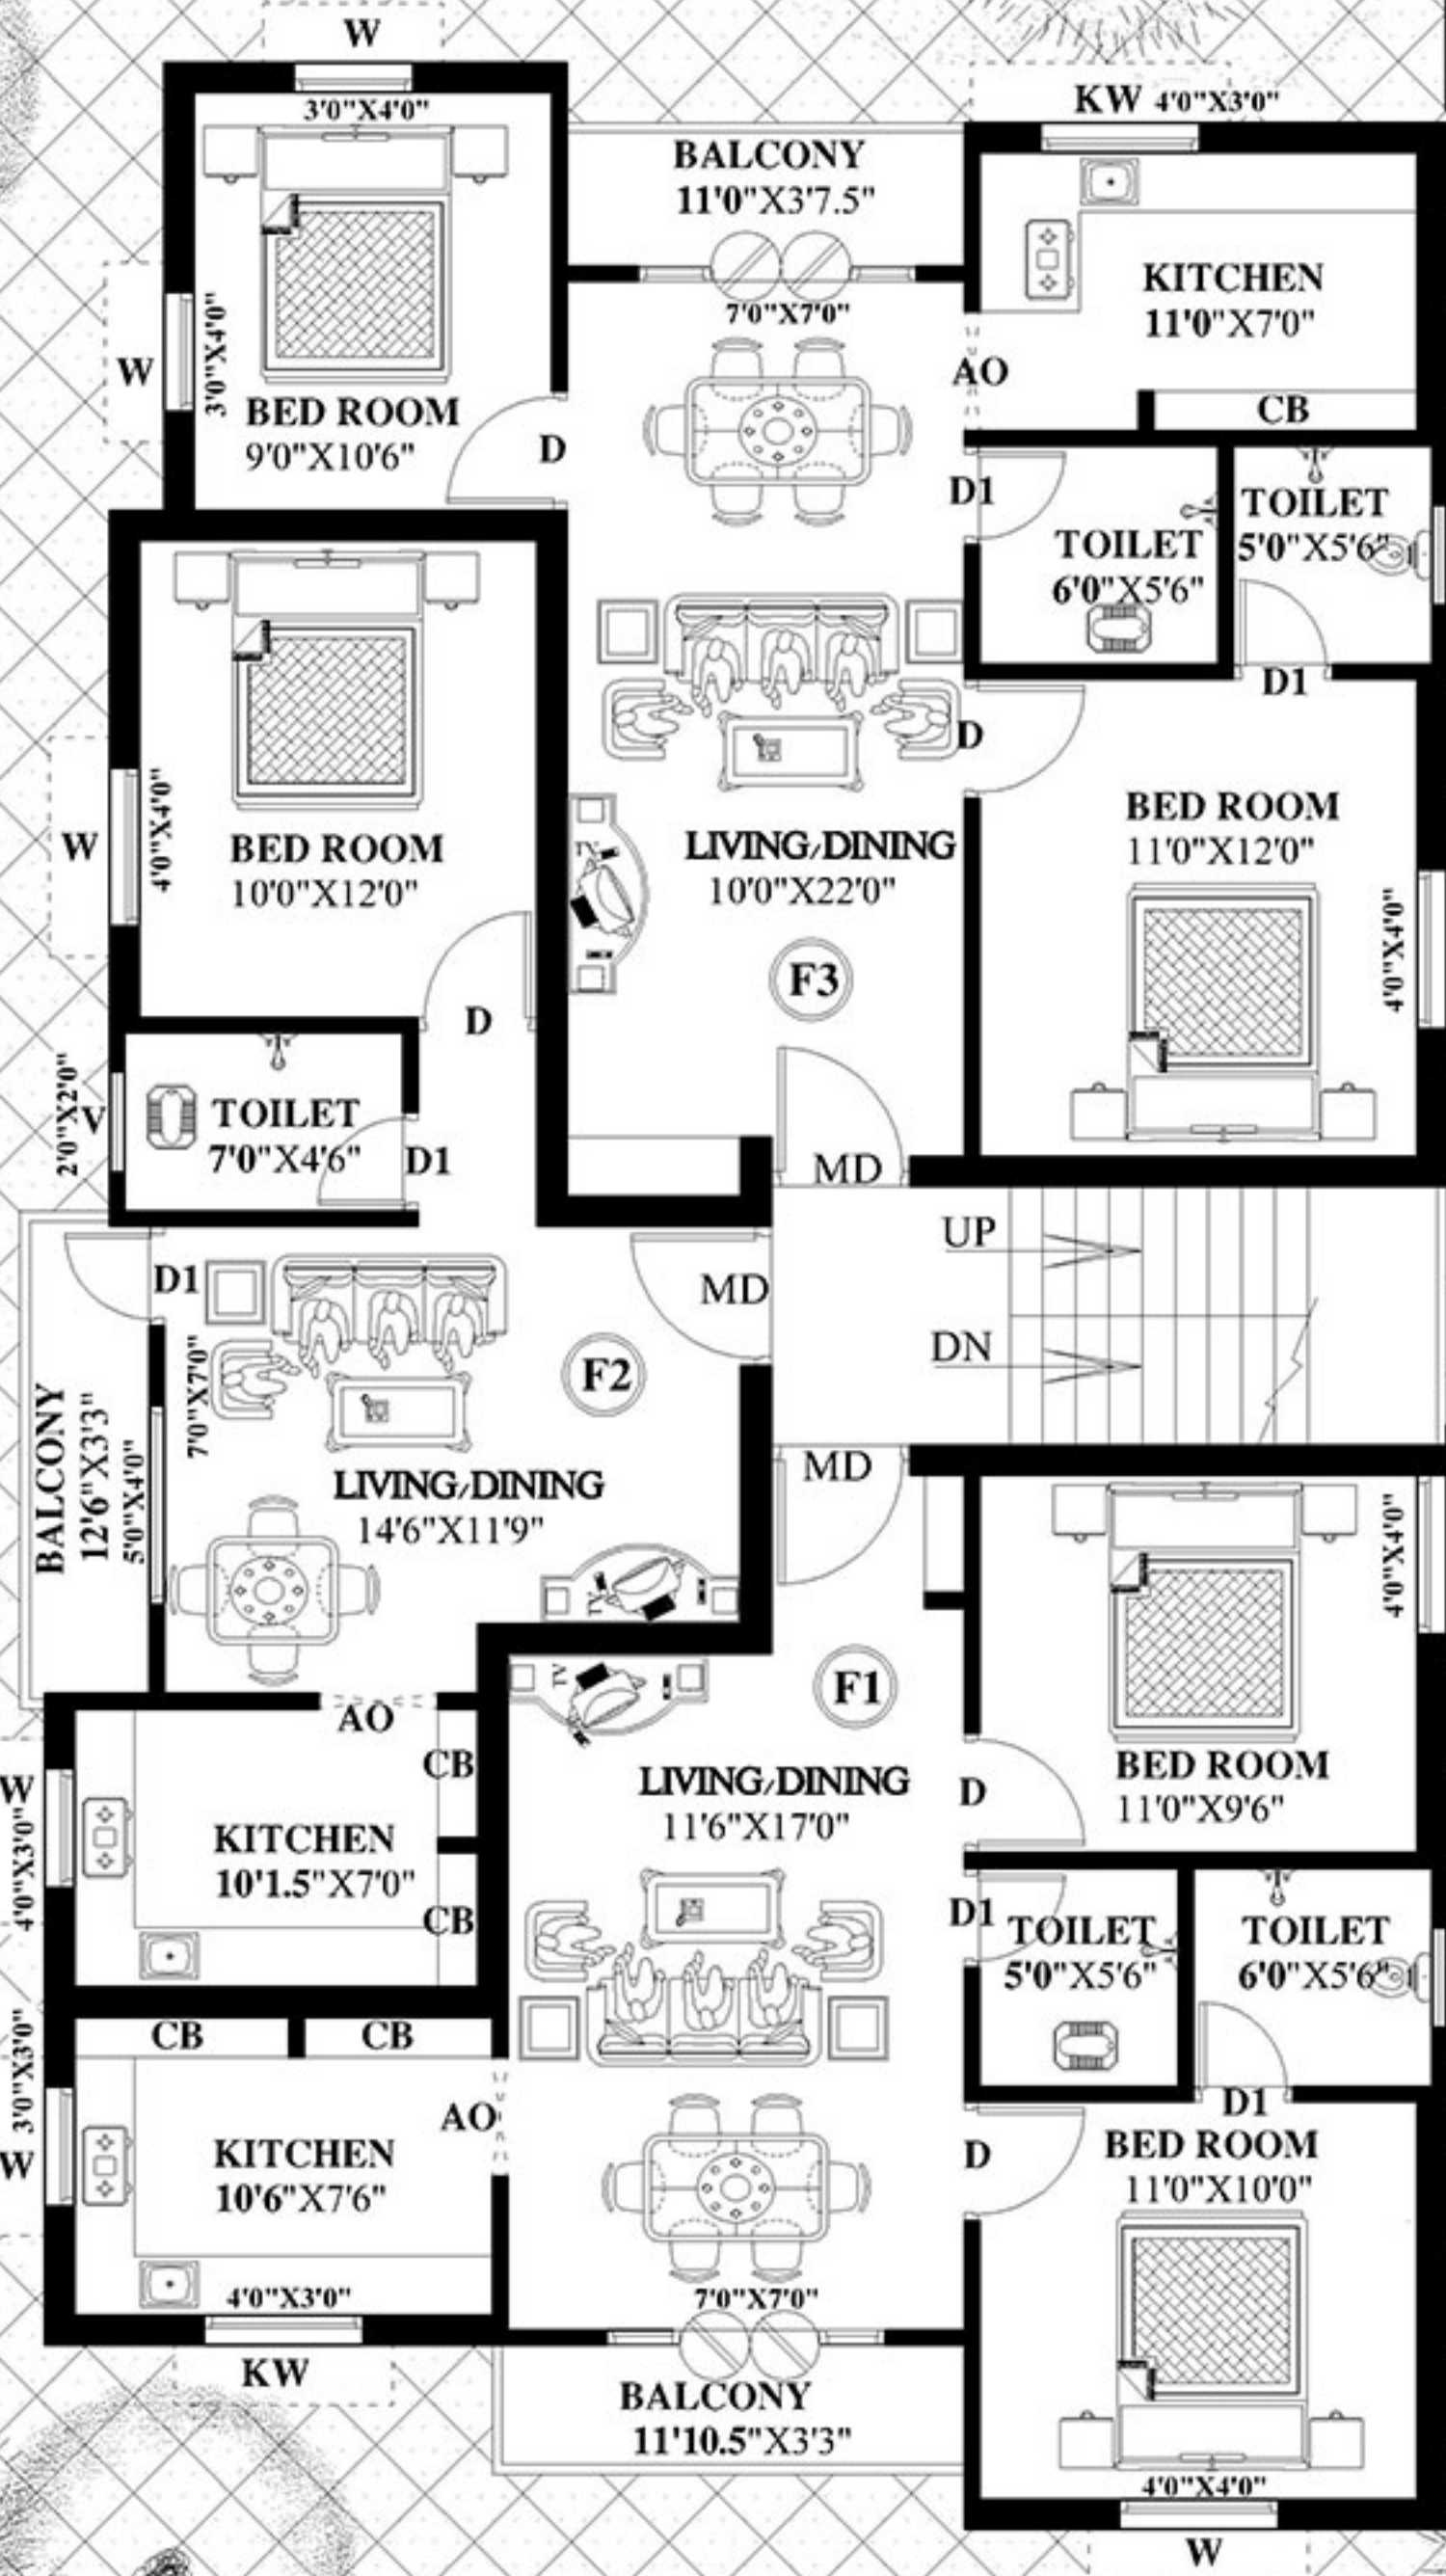 W
3'0"X4'0"
KW 4'0"X3'0"
BALCONY
11'0"X3'7.5"
KITCHEN
11'0"X7'0"
7'0"X7'0"
W
3'0"X4'0"
AO
BED ROOM
9'0"X10'6"
D
CB
D1
TOILET
6'0"X5'6"
TOILET
5'0"X5'6"
D1
D
BED ROOM
11'0"X12'0"
4'0"X4'0"
W
4'0"X4'0"
BED ROOM
10'0"X12'0"
TV
LIVING/DINING
10'0"X22'0"
F3
D
2'0"X2'0"
V
TOILET
7'0"X4'6"
D1
MD
UP
DN
MD
D1
7'0"X7'0"
F2
BALCONY
12'6"X3'3"
5'0"X4'0"
LIVING/DINING
14'6"X11'9"
TV
MD
4'0"X4'0"
TV
F1
AO
CB
W
4'0"X3'0"
KITCHEN
10'1.5"X7'0"
CB
LIVING/DINING
11'6"X17'0"
D
BED ROOM
11'0"X9'6"
D1
TOILET
5'0"X5'6"
TOILET
6'0"X5'6"
D1
CB
CB
3'0"X3'0"
W
AO
KITCHEN
10'6"X7'6"
D
BED ROOM
11'0"X10'0"
4'0"X3'0"
KW
7'0"X7'0"
BALCONY
11'10.5"X3'3"
4'0"X4'0"
W